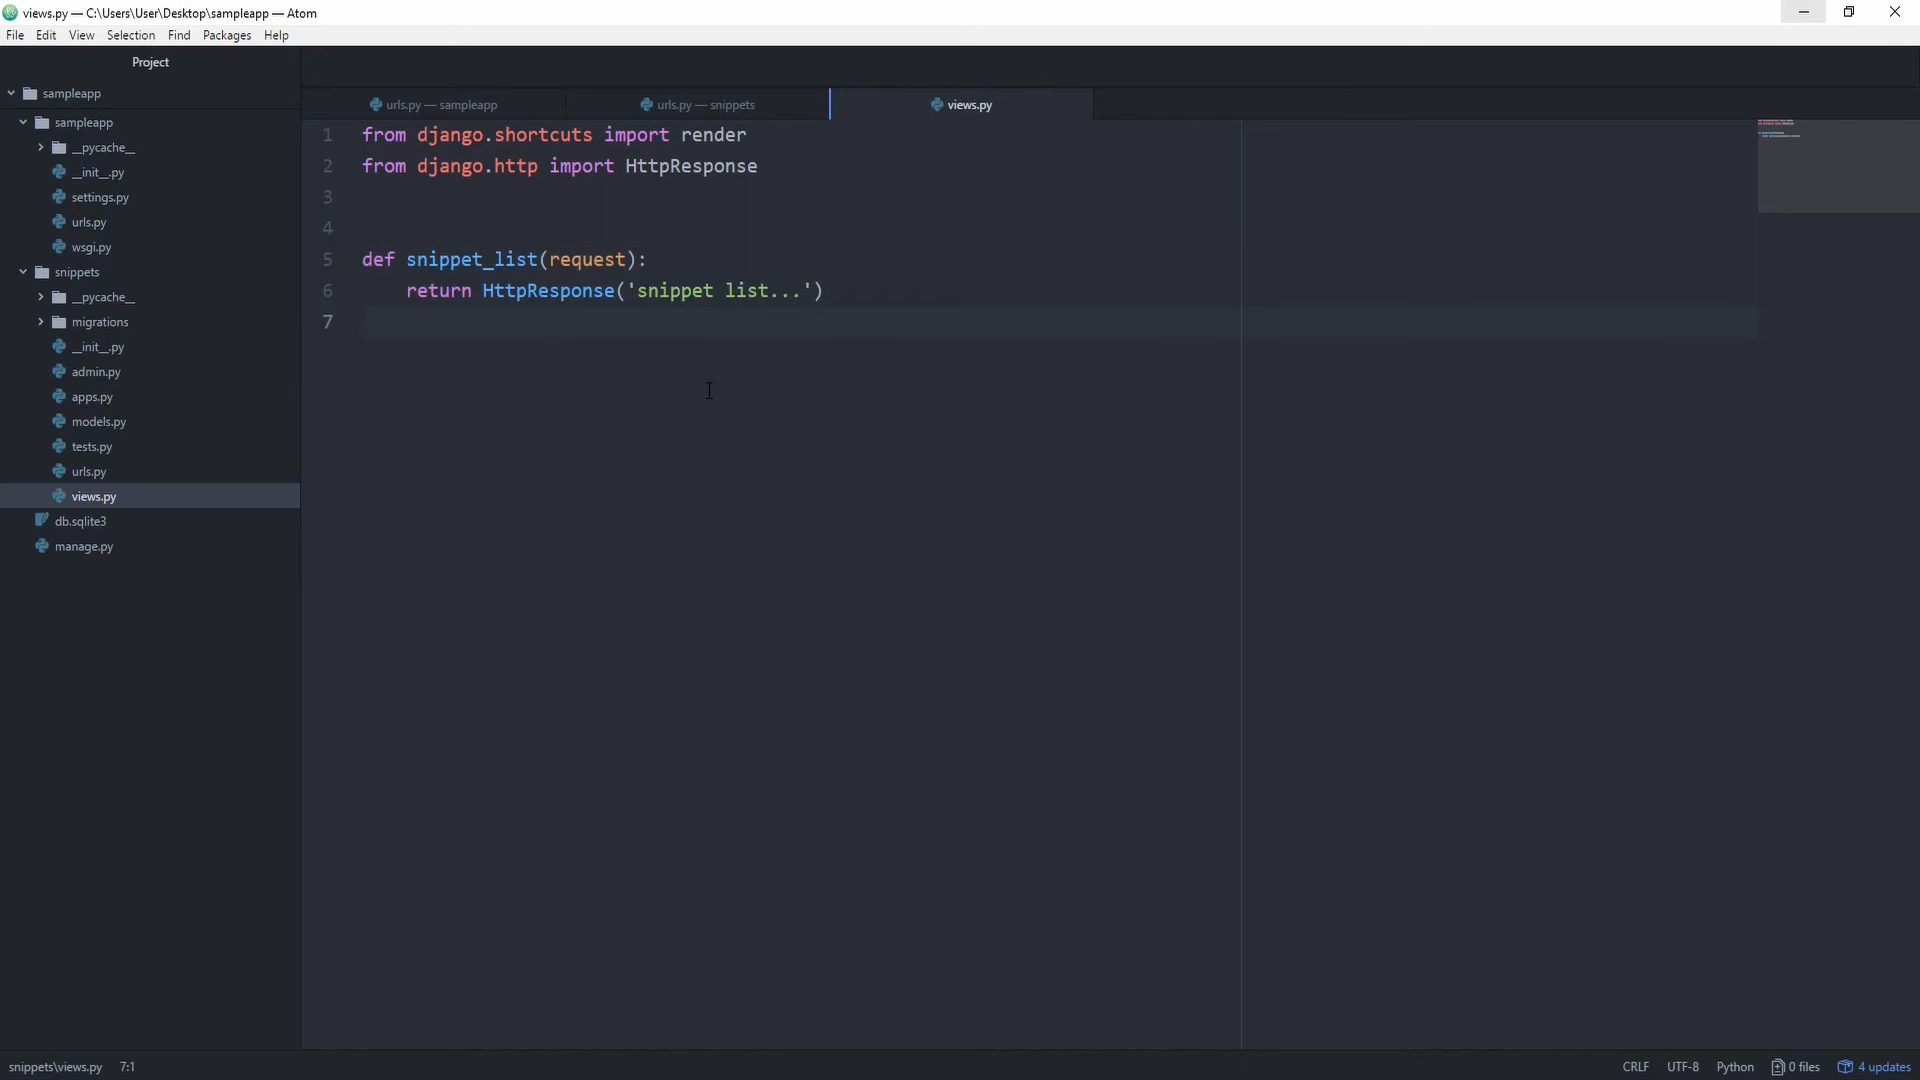 views.py — C:\Users\User\Desktop\sampleapp — Atom
File Edit View Selection Find Packages Help
Project
sampleapp
sampleapp
__pycache__
__init__.py
settings.py
urls.py
wsgi.py
snippets
__pycache__
migrations
__init__.py
admin.py
apps.py
models.py
tests.py
urls.py
views.py
db.sqlite3
manage.py
urls.py — sampleapp urls.py — snippets views.py
1 from django.shortcuts import render
2 from django.http import HttpResponse
3
4
5 def snippet_list(request):
6     return HttpResponse('snippet list...')
7
snippets\views.py 7:1 CRLF UTF-8 Python 0 files 4 updates